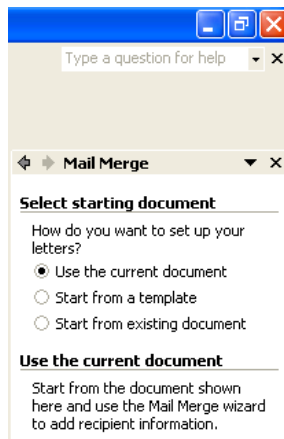 Type a question for help
Mail Merge
Select starting document
How do you want to set up your
letters?
Use the current document
Start from a template
Start from existing document
Use the current document
Start from the document shown
here and use the Mail Merge wizard
to add recipient information.